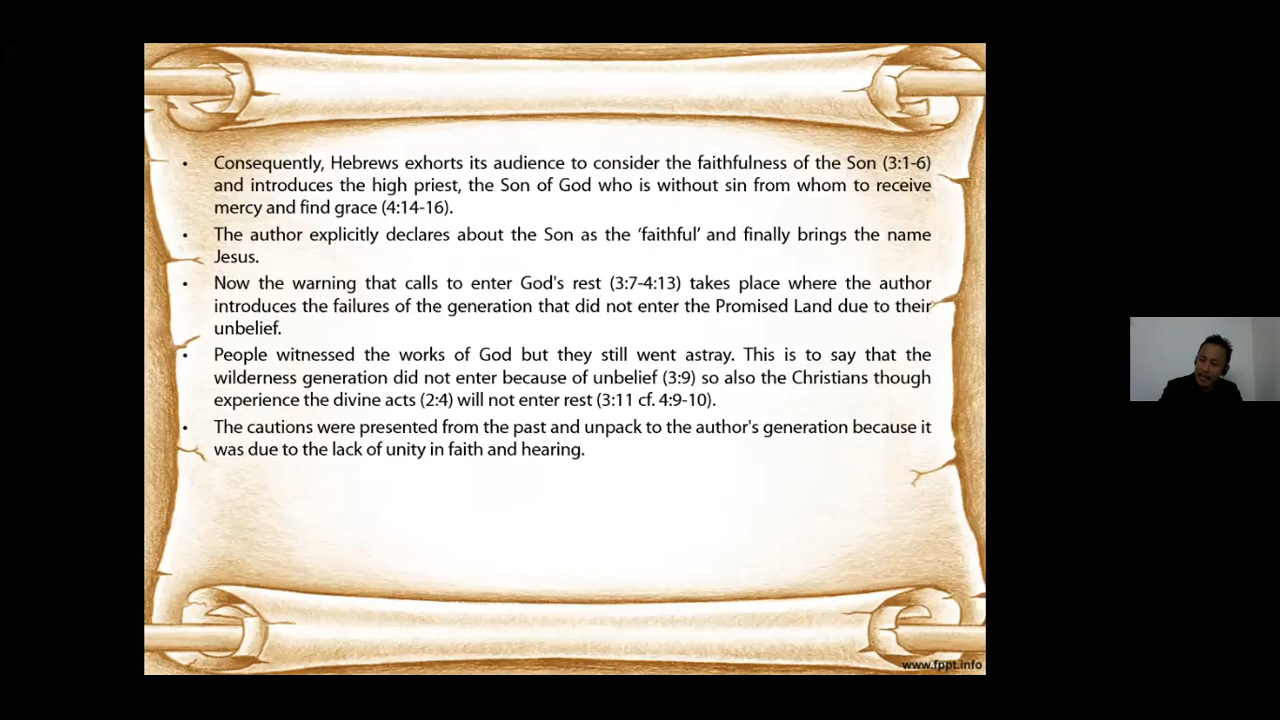 • Consequently, Hebrews exhorts its audience to consider the faithfulness of the Son (3:1-6)
and introduces the high priest, the Son of God who is without sin from whom to receive
mercy and find grace (4:14-16).
• The author explicitly declares about the Son as the ‘faithful’ and finally brings the name
Jesus.
• Now the warning that calls to enter God's rest (3:7-4:13) takes place where the author
introduces the failures of the generation that did not enter the Promised Land due to their
unbelief.
• People witnessed the works of God but they still went astray. This is to say that the
wilderness generation did not enter because of unbelief (3:9) so also the Christians though
experience the divine acts (2:4) will not enter rest (3:11 cf. 4:9-10).
• The cautions were presented from the past and unpack to the author's generation because it
was due to the lack of unity in faith and hearing.
www.fppt.info